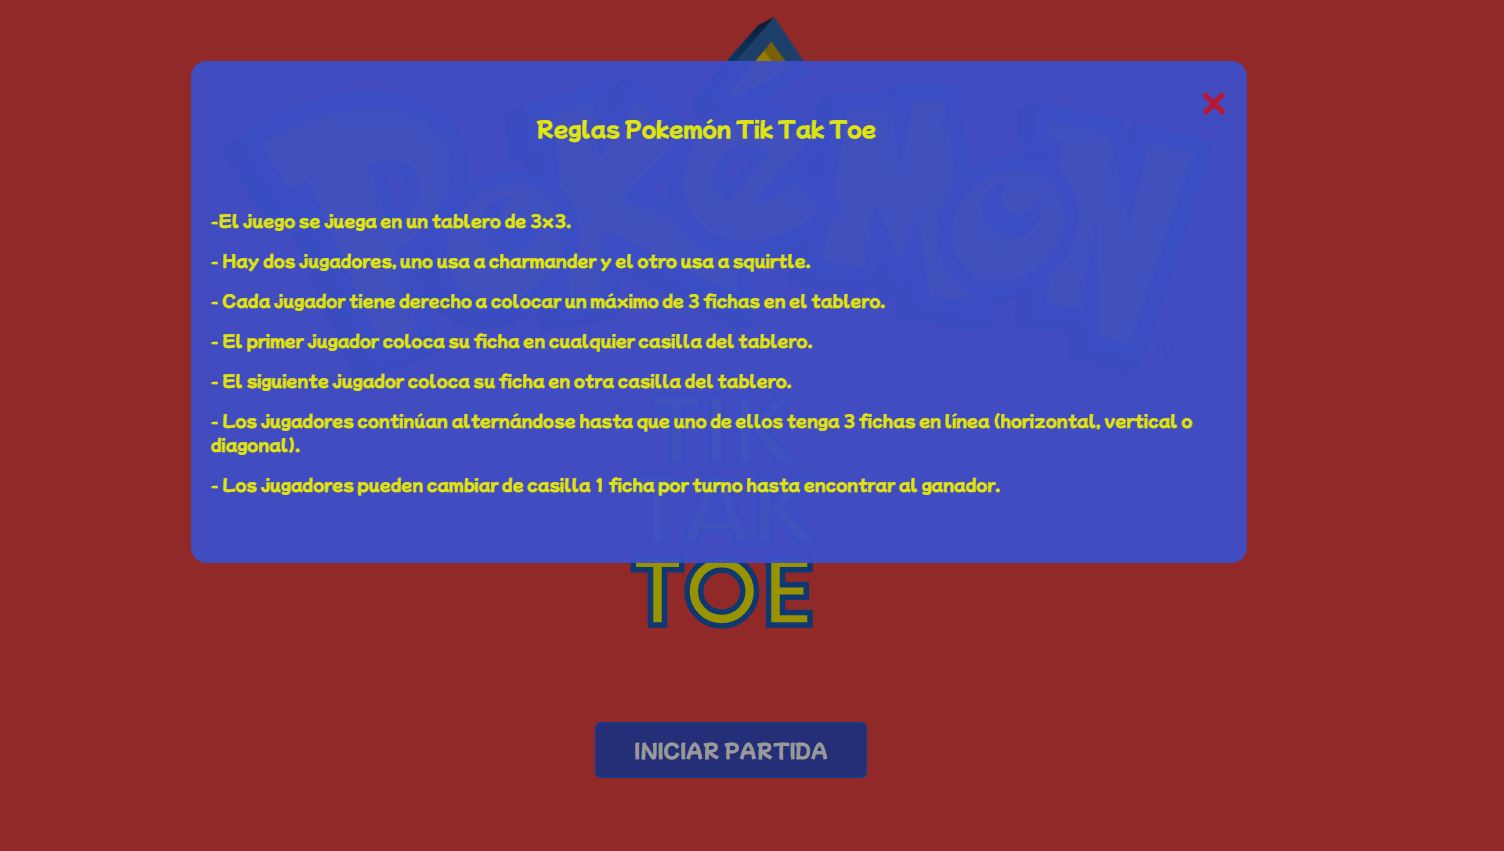 Reglas Pokemón Tik Tak Toe
-El juego se juega en un tablero de 3x3.
- Hay dos jugadores, uno usa a charmander y el otro usa a squirtle.
- Cada jugador tiene derecho a colocar un máximo de 3 fichas en el tablero.
- El primer jugador coloca su ficha en cualquier casilla del tablero.
- El siguiente jugador coloca su ficha en otra casilla del tablero.
- Los jugadores continúan alternándose hasta que uno de ellos tenga 3 fichas en línea (horizontal, vertical o
diagonal).
- Los jugadores pueden cambiar de casilla 1 ficha por turno hasta encontrar al ganador.
POKéMON
TM
TIK
TAK
TOE
INICIAR PARTIDA